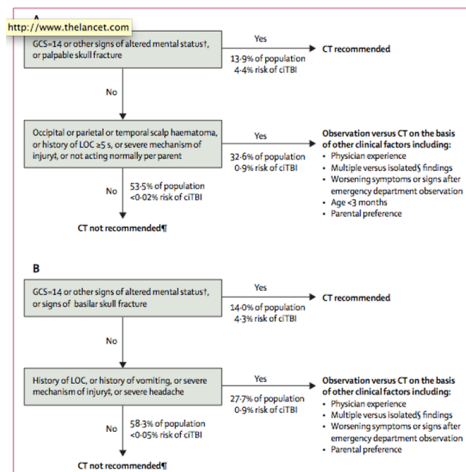 A
http://www.thelancet.com
GCS=14 or other signs of altered mental status†,
or palpable skull fracture
Yes
13·9% of population
4·4% risk of ciTBI
CT recommended
No
Occipital or parietal or temporal scalp haematoma,
or history of LOC ≥5 s, or severe mechanism of
injury‡, or not acting normally per parent
Yes
32·6% of population
0·9% risk of ciTBI
Observation versus CT on the basis
of other clinical factors including:
• Physician experience
• Multiple versus isolated§ findings
• Worsening symptoms or signs after
emergency department observation
• Age <3 months
• Parental preference
No
53·5% of population
<0·02% risk of ciTBI
CT not recommended¶
B
GCS=14 or other signs of altered mental status†,
or signs of basilar skull fracture
Yes
14·0% of population
4·3% risk of ciTBI
CT recommended
No
History of LOC, or history of vomiting, or severe
mechanism of injury‡, or severe headache
Yes
27·7% of population
0·9% risk of ciTBI
Observation versus CT on the basis
of other clinical factors including:
• Physician experience
• Multiple versus isolated§ findings
• Worsening symptoms or signs after
emergency department observation
• Parental preference
No
58·3% of population
<0·05% risk of ciTBI
CT not recommended¶